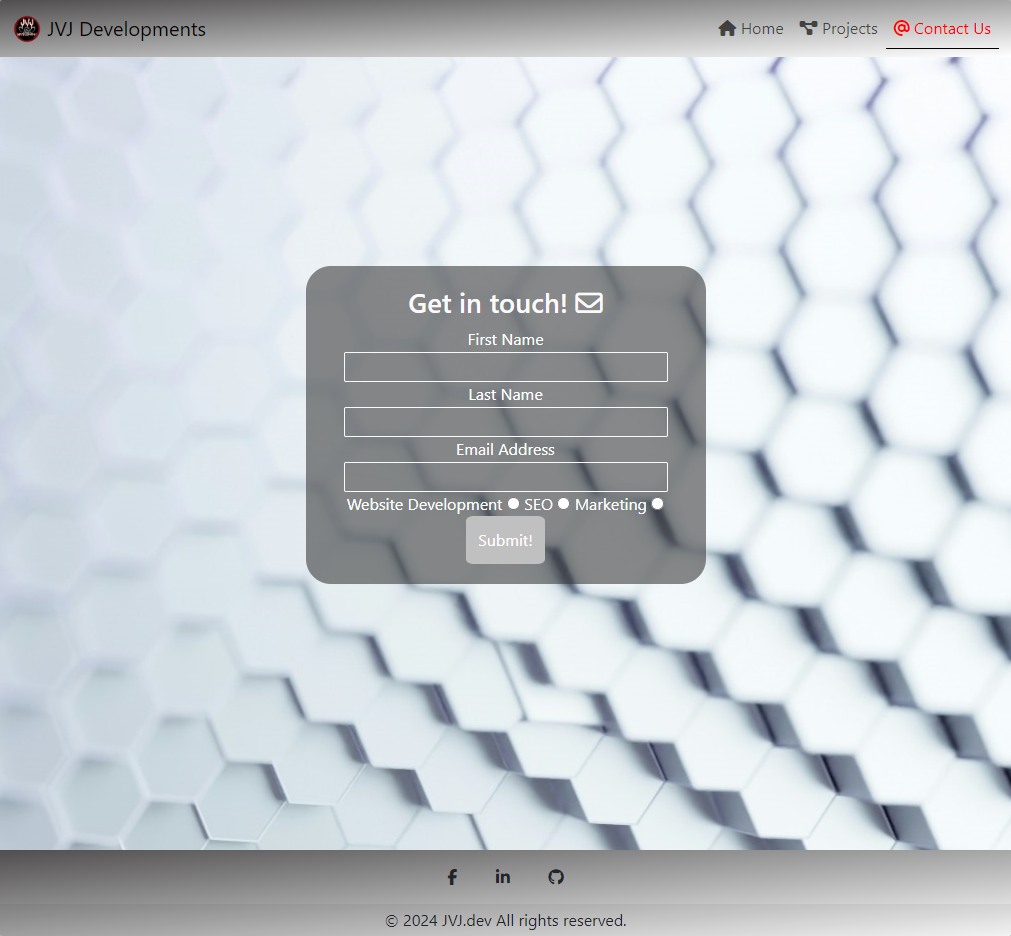 JVJ Developments Home Projects Contact Us
Get in touch!
First Name
Last Name
Email Address
Website Development SEO Marketing
Submit!
© 2024 JVJ.dev All rights reserved.